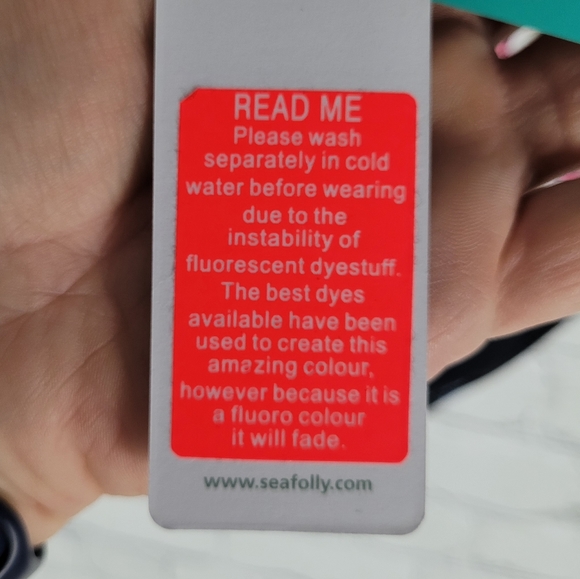 READ ME
Please wash
separately in cold
water before wearing
due to the
instability of
fluorescent dyestuff.
The best dyes
available have been
used to create this
amazing colour,
however because it is
a fluoro colour
it will fade.
www.seafolly.com